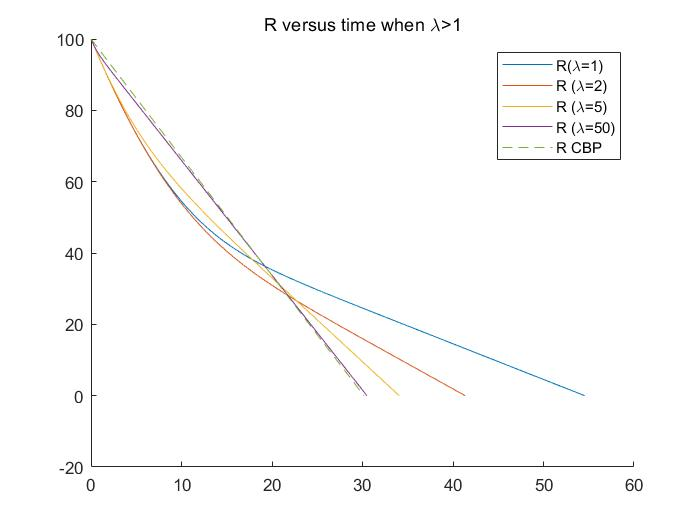 R versus time when λ>1
100
80
60
40
20
0
-20
0 10 20 30 40 50 60
R(λ=1)
R (λ=2)
R (λ=5)
R (λ=50)
R CBP